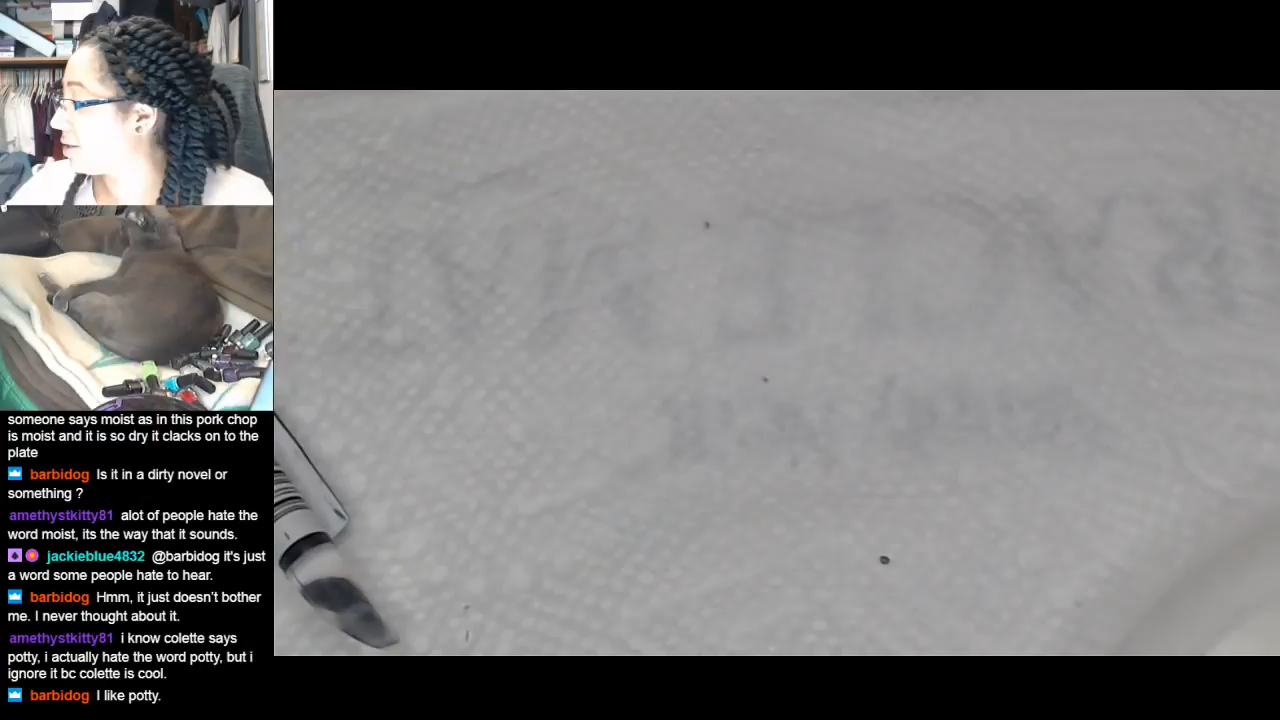 someone says moist as in this pork chop
is moist and it is so dry it clacks on to the
plate
barbidog Is it in a dirty novel or
something ?
amethystkitty81 alot of people hate the
word moist, its the way that it sounds.
jackieblue4832 @barbidog it's just
a word some people hate to hear.
barbidog Hmm, it just doesn't bother
me. I never thought about it.
amethystkitty81 i know colette says
potty, i actually hate the word potty, but i
ignore it bc colette is cool.
barbidog I like potty.